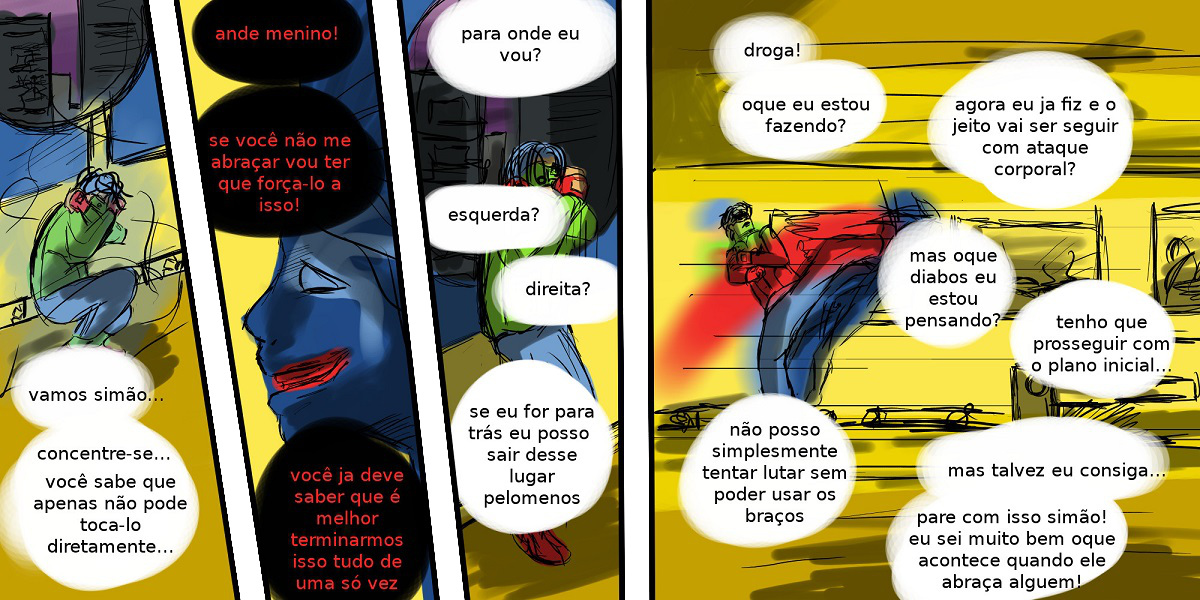 vamos simão...
concentre-se...
você sabe que
apenas não pode
toca-lo
diretamente...
ande menino!
se você não me
abraçar vou ter
que força-lo a
isso!
você ja deve
saber que é
melhor
terminarmos
isso tudo de
uma só vez
para onde eu
vou?
esquerda?
direita?
se eu for para
trás eu posso
sair desse
lugar
pelomenos
droga!
oque eu estou
fazendo?
agora eu ja fiz e o
jeito vai ser seguir
com ataque
corporal?
mas oque
diabos eu
estou
pensando?
tenho que
prosseguir com
o plano inicial...
não posso
simplesmente
tentar lutar sem
poder usar os
braços
mas talvez eu consiga...
pare com isso simão!
eu sei muito bem oque
acontece quando ele
abraça alguem!